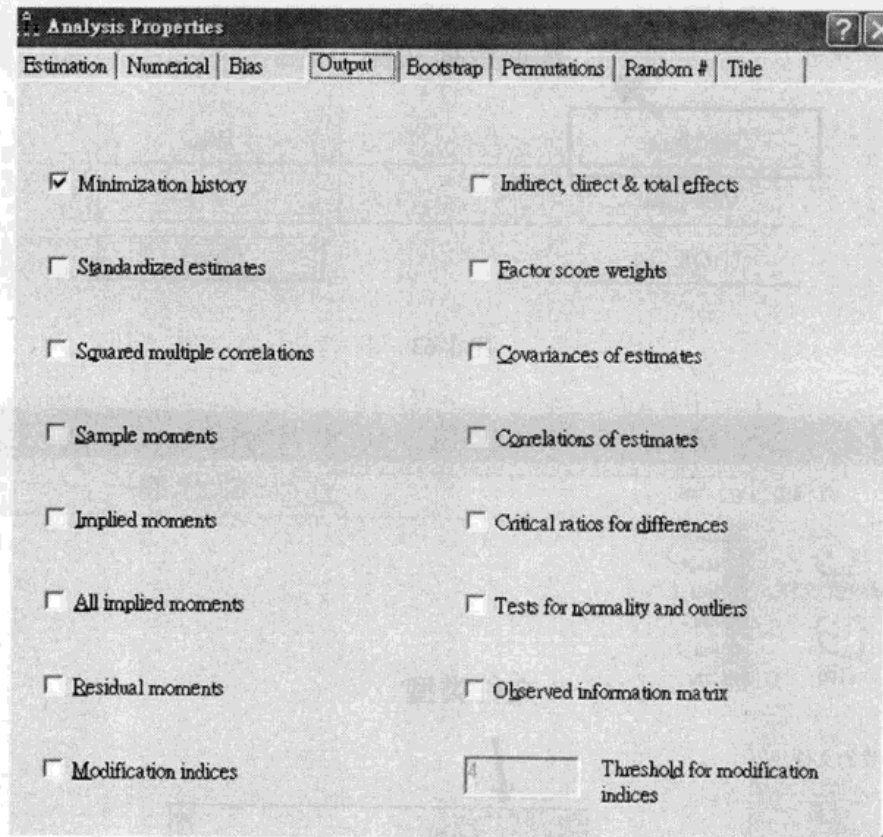 Analysis Properties
Estimation | Numerical | Bias | Output | Bootstrap | Permutations | Random # | Title
Minimization history
Indirect, direct & total effects
Standardized estimates
Factor score weights
Squared multiple correlations
Covariances of estimates
Sample moments
Correlations of estimates
Implied moments
Critical ratios for differences
All implied moments
Tests for normality and outliers
Residual moments
Observed information matrix
Modification indices
4
Threshold for modification
indices